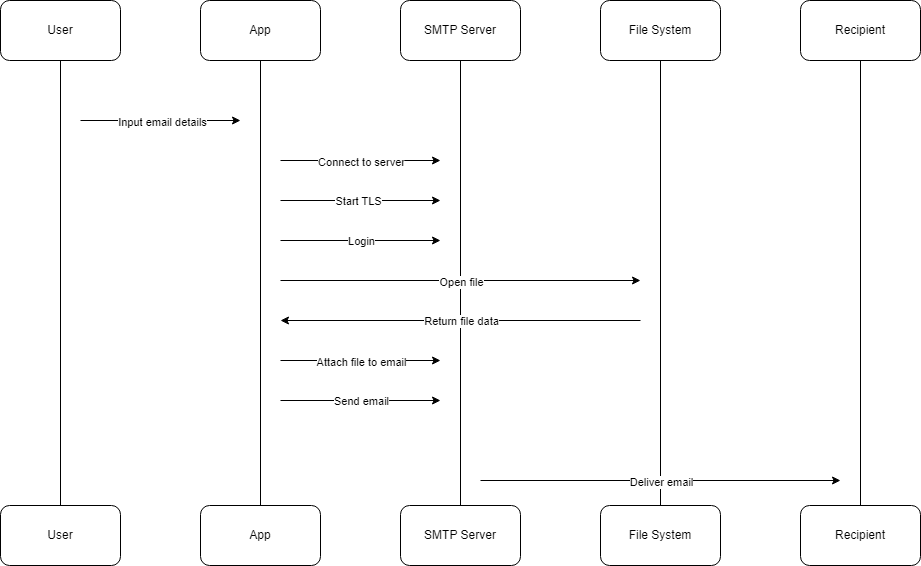 User
App
SMTP Server
File System
Recipient
Input email details
Connect to server
Start TLS
Login
Open file
Return file data
Attach file to email
Send email
Deliver email
User
App
SMTP Server
File System
Recipient